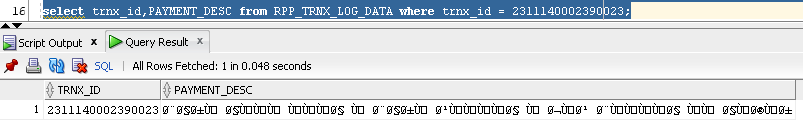 16 select trnx_id,PAYMENT_DESC from RPP_TRNX_LOG_DATA where trnx_id = 2311140002390023;
Script Output x Query Result x
SQL | All Rows Fetched: 1 in 0.048 seconds
TRNX_ID PAYMENT_DESC
1 2311140002390023